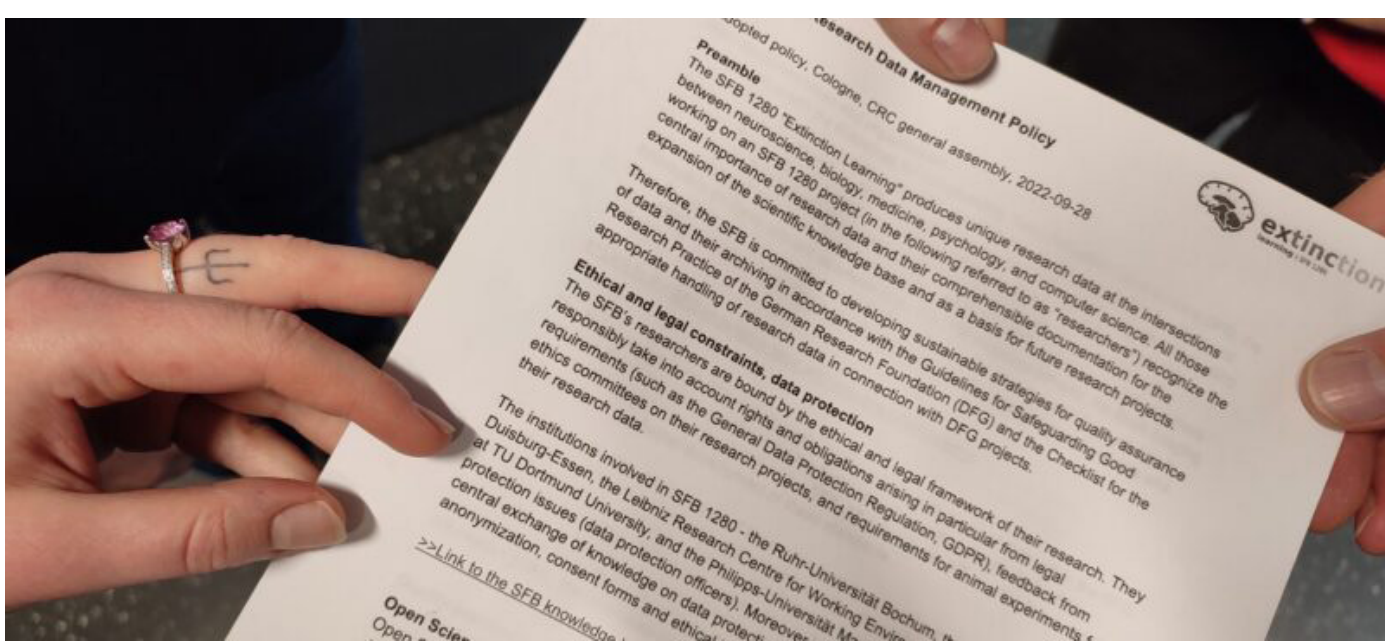 Research Data Management Policy
adopted policy, Cologne, CRC general assembly, 2022-09-28
extinction
learning
Preamble
The SFB 1280 "Extinction Learning" produces unique research data at the intersections
between neuroscience, biology, medicine, psychology, and computer science. All those
working on an SFB 1280 project (in the following referred to as "researchers") recognize the
central importance of research data and their comprehensible documentation for the
expansion of the scientific knowledge base and as a basis for future research projects.
Therefore, the SFB is committed to developing sustainable strategies for quality assurance
of data and their archiving in accordance with the Guidelines for Safeguarding Good
Research Practice of the German Research Foundation (DFG) and the Checklist for the
appropriate handling of research data in connection with DFG projects.
Ethical and legal constraints, data protection
The SFB's researchers are bound by the ethical and legal framework of their research. They
responsibly take into account rights and obligations arising in particular from legal
requirements (such as the General Data Protection Regulation, GDPR), feedback from
ethics committees on their research projects, and requirements for animal experiments
their research data.
The institutions involved in SFB 1280 - the Ruhr-Universität Bochum, the
Duisburg-Essen, the Leibniz Research Centre for Working
at TU Dortmund University, and the Philipps-Universität
protection issues (data protection officers). Moreover
central exchange of knowledge on data
anonymization, consent forms and ethical
>>Link to the SFB knowledge
Open
Open